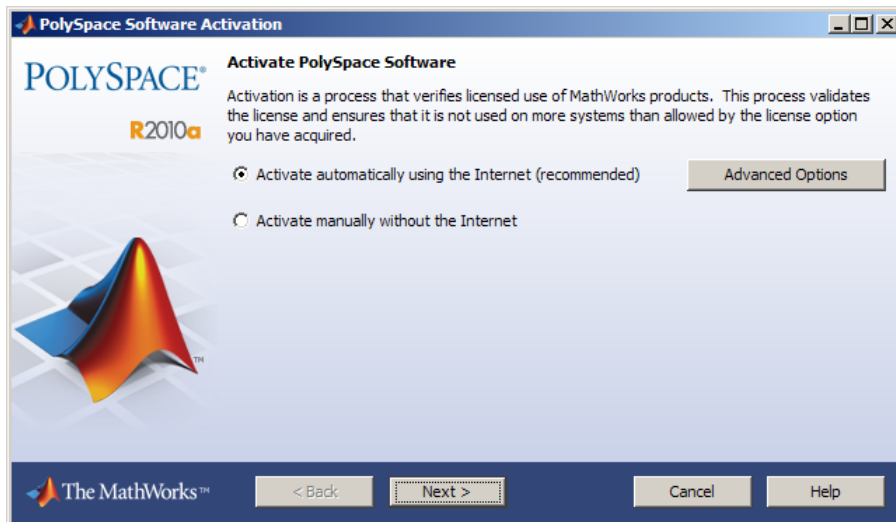 PolySpace Software Activation
POLYSPACE®
R2010a
Activate PolySpace Software
Activation is a process that verifies licensed use of MathWorks products. This process validates
the license and ensures that it is not used on more systems than allowed by the license option
you have acquired.
Activate automatically using the Internet (recommended)
Advanced Options
Activate manually without the Internet
TM
The MathWorks™
< Back
Next >
Cancel
Help